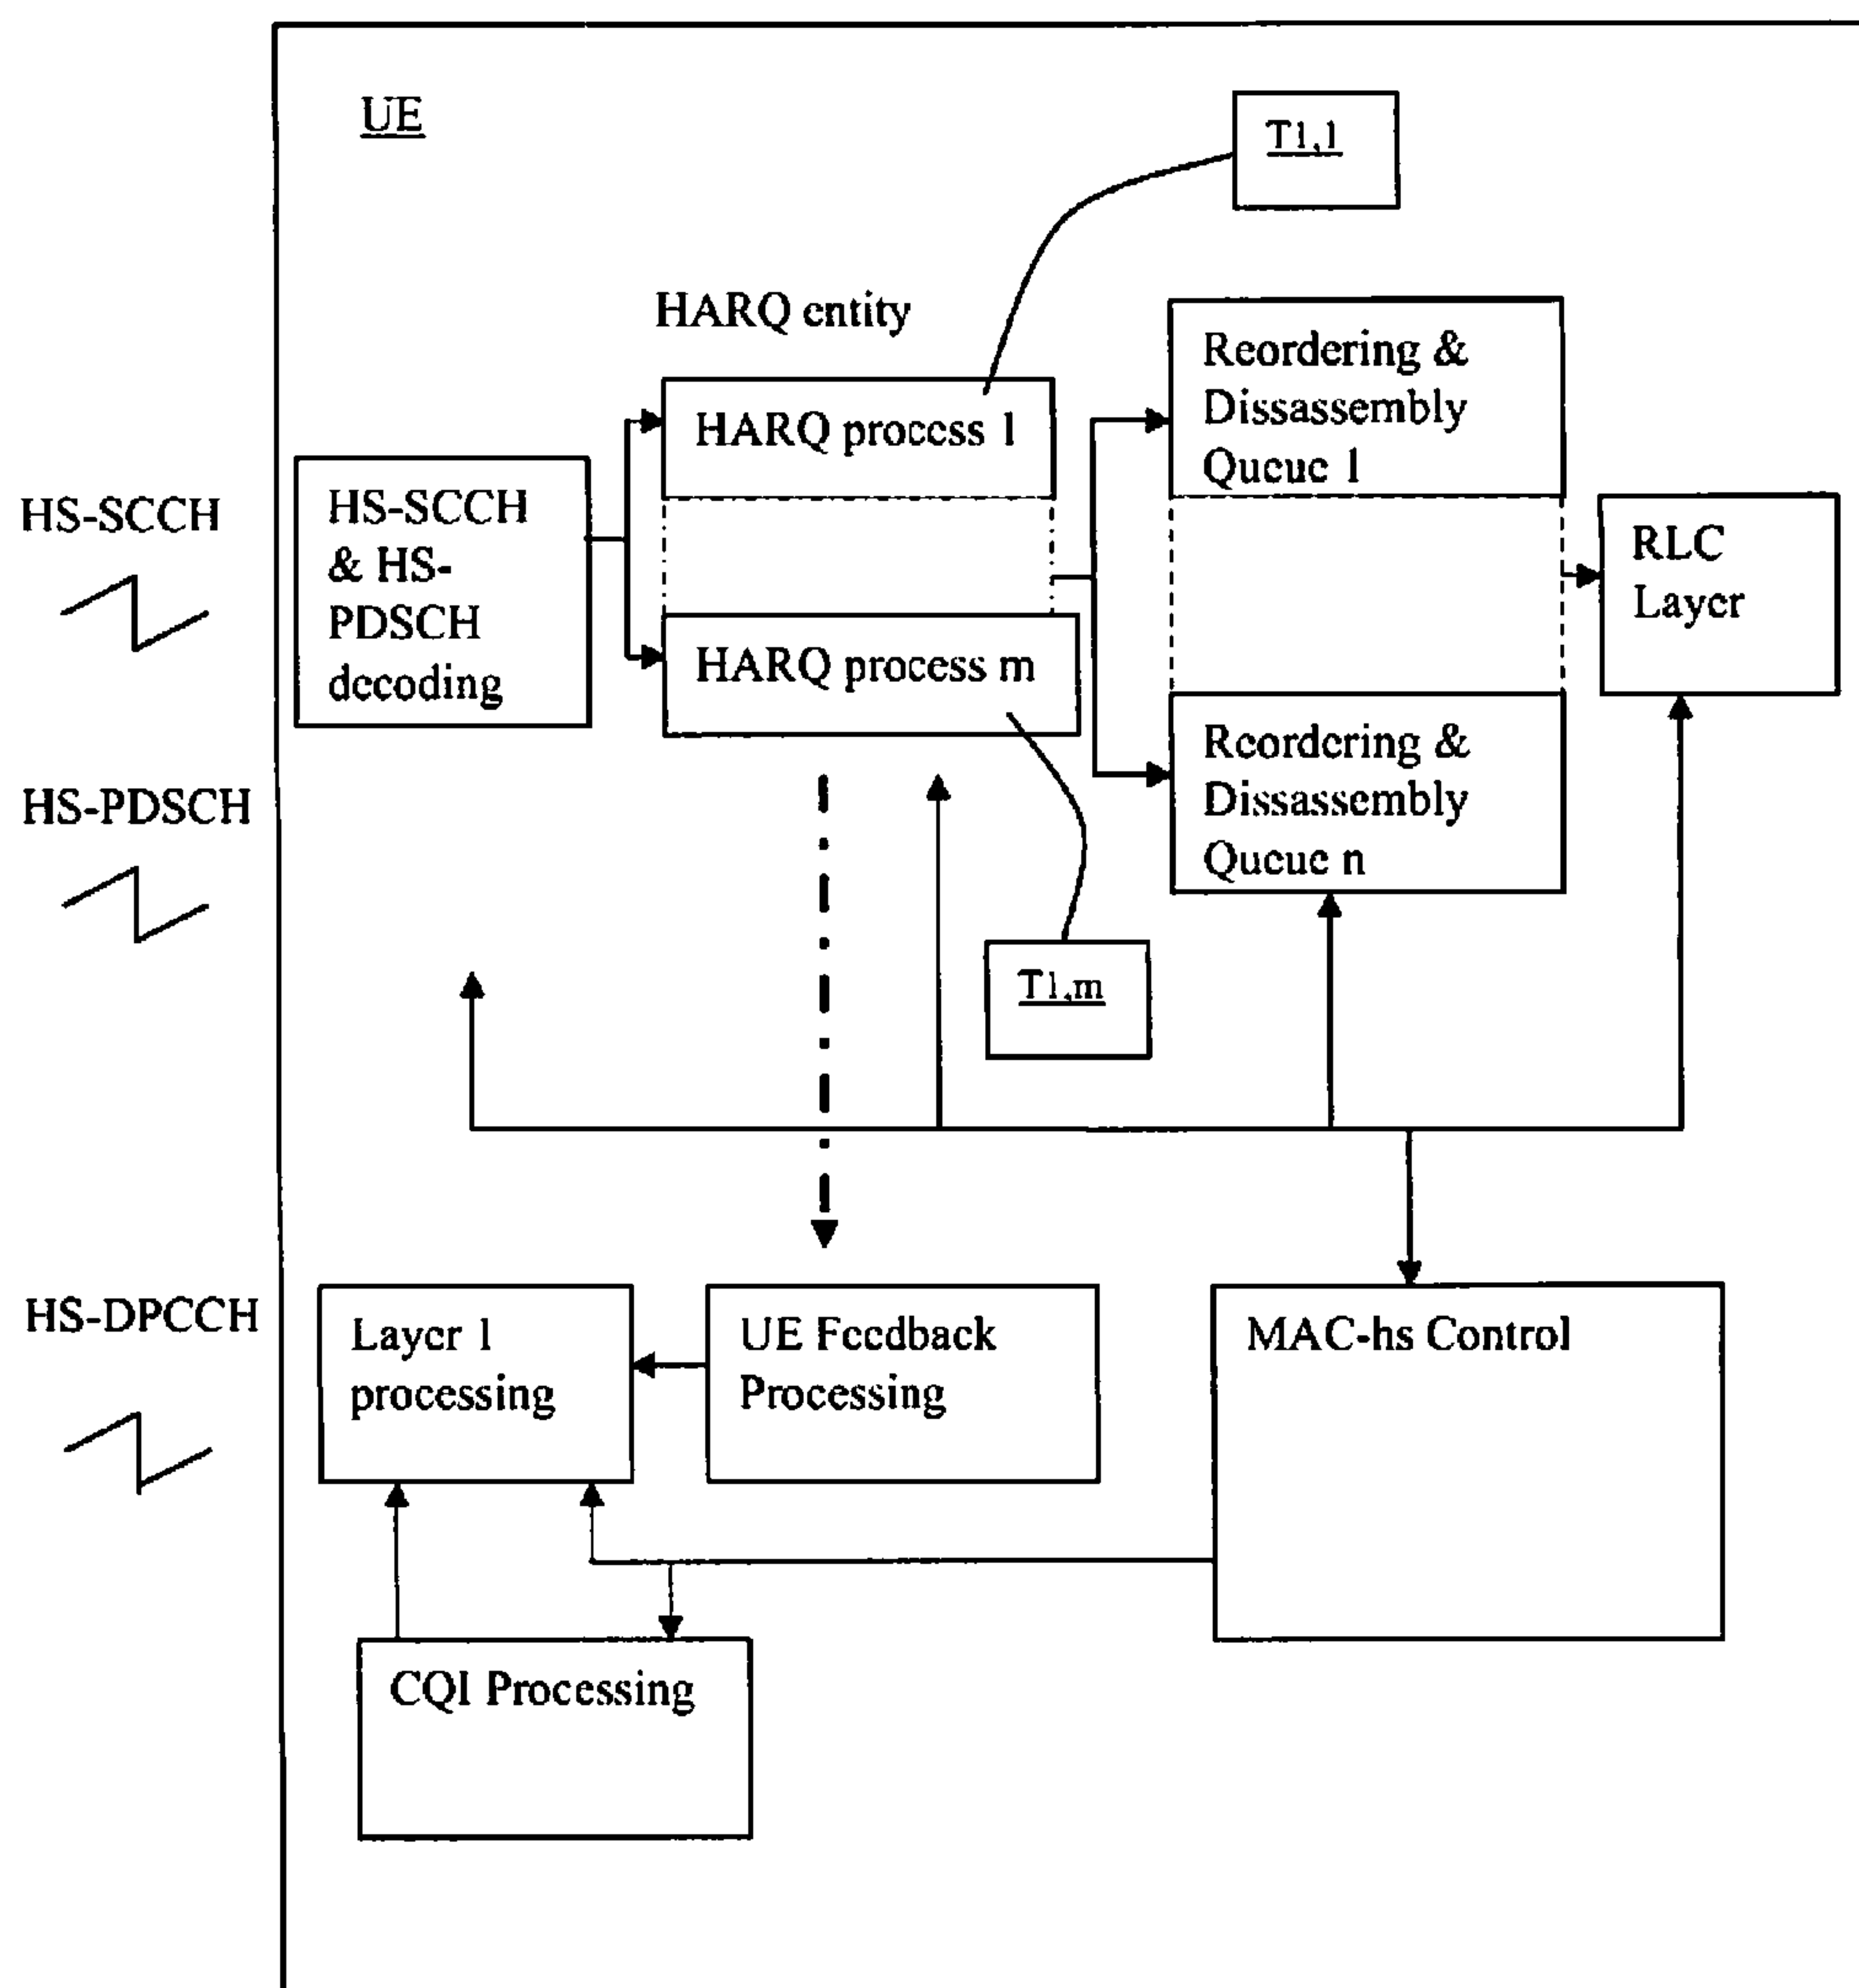 UE
T1,1
HARQ entity
Reordering &
Dissassembly
Queue 1
HARQ process 1
HS-SCCH
HS-SCCH
& HS-
PDSCH
decoding
RLC
Layer
HARQ process m
Reordering &
Dissassembly
Queue n
HS-PDSCH
T1,m
HS-DPCCH
Layer 1
processing
UE Feedback
Processing
MAC-hs Control
CQI Processing